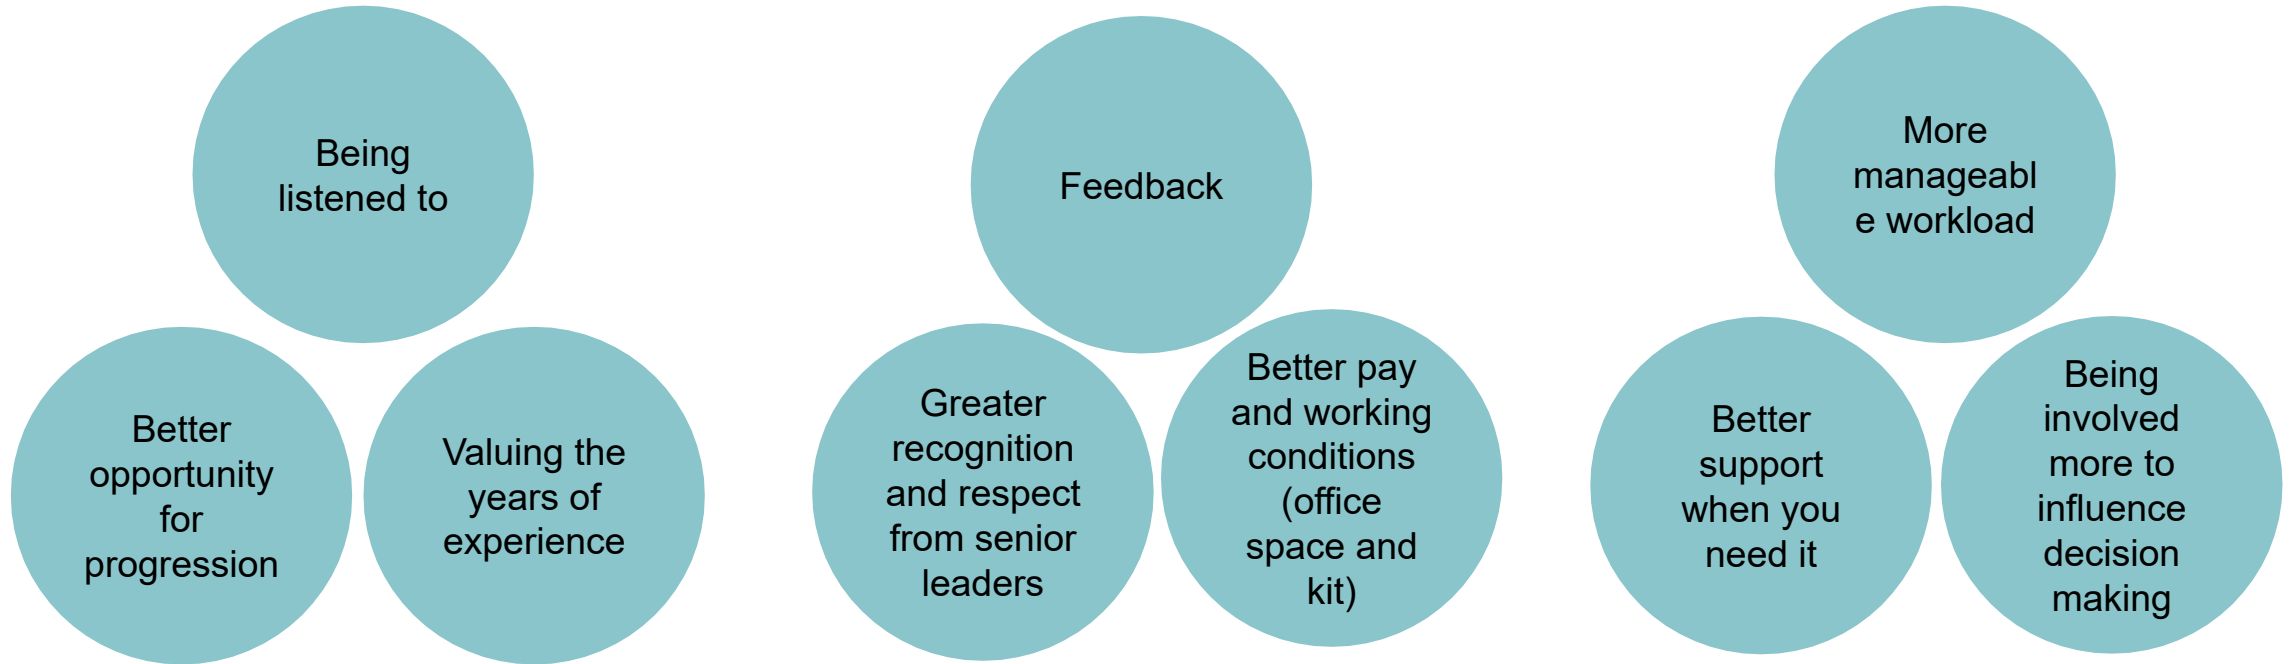 Being
listened to
Better
opportunity
for
progression
Valuing the
years of
experience
Feedback
Greater
recognition
and respect
from senior
leaders
Better pay
and working
conditions
(office
space and
kit)
More
manageabl
e workload
Better
support
when you
need it
Being
involved
more to
influence
decision
making